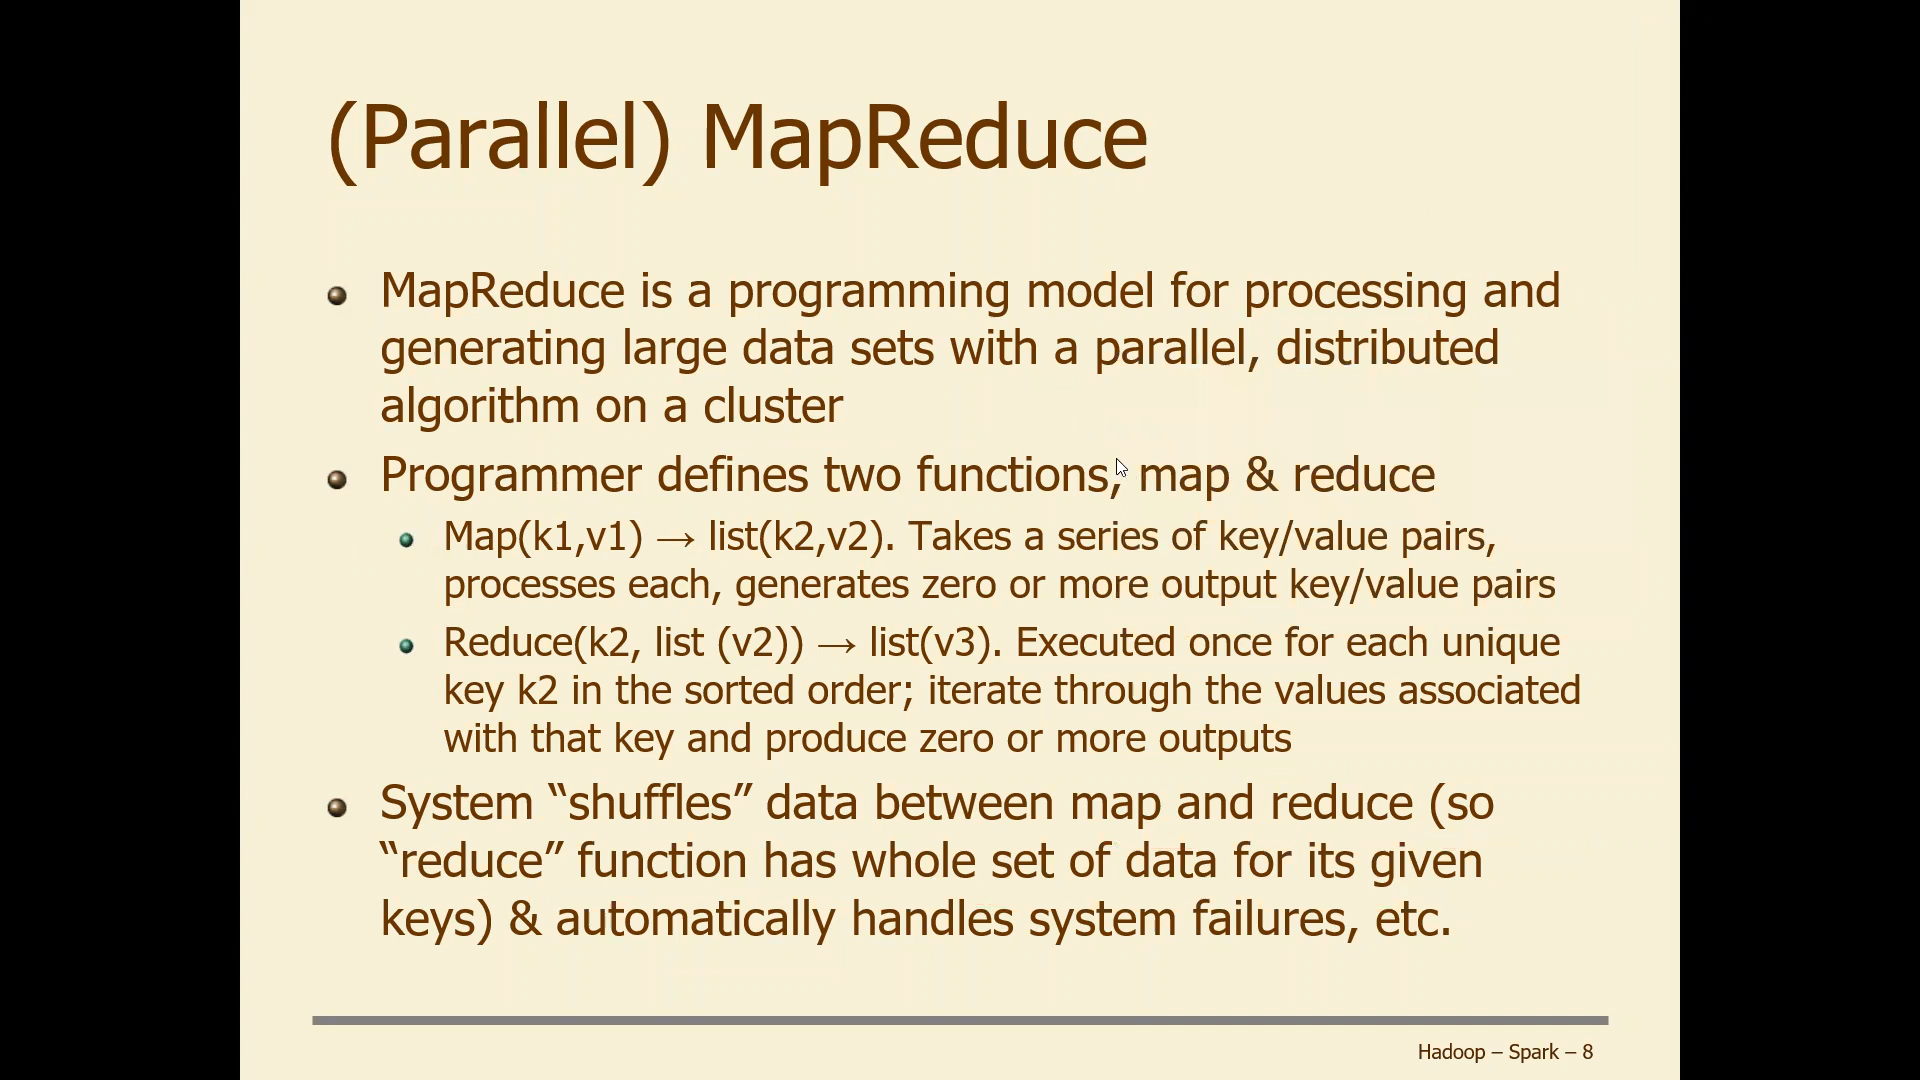 (Parallel) MapReduce
MapReduce is a programming model for processing and
generating large data sets with a parallel, distributed
algorithm on a cluster
Programmer defines two functions, map & reduce
Map(k1,v1) → list(k2,v2). Takes a series of key/value pairs,
processes each, generates zero or more output key/value pairs
Reduce(k2, list (v2)) → list(v3). Executed once for each unique
key k2 in the sorted order; iterate through the values associated
with that key and produce zero or more outputs
System “shuffles” data between map and reduce (so
“reduce” function has whole set of data for its given
keys) & automatically handles system failures, etc.
Hadoop – Spark – 8